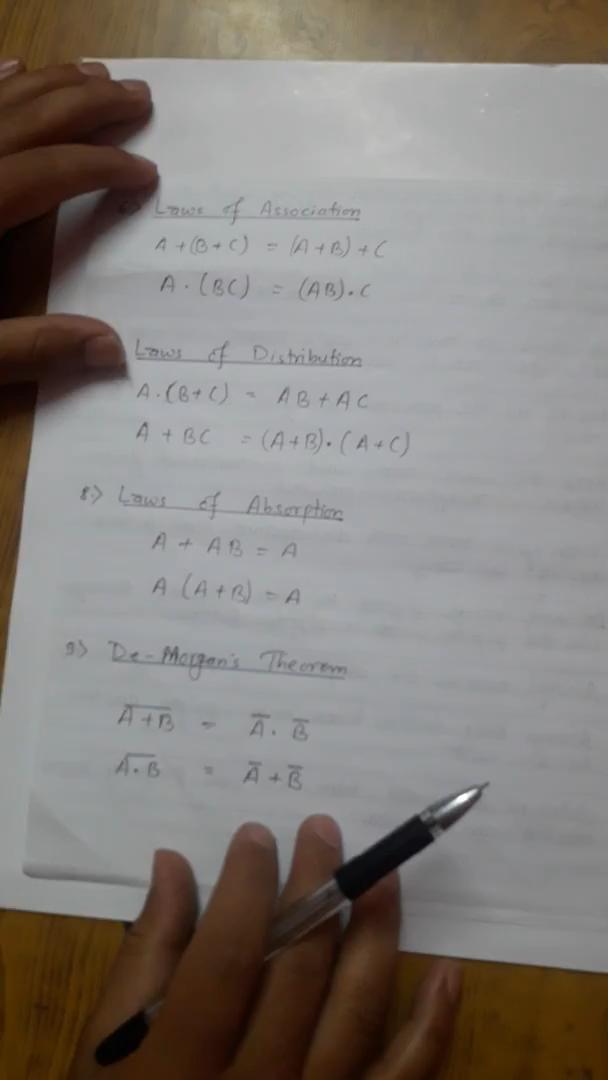 Laws of Association
A + (B + C) = (A + B) + C
A . (BC) = (AB) . C
Laws of Distribution
A . (B + C) = AB + AC
A + BC = (A + B) . (A + C)
8.) Laws of Absorption
A + AB = A
A (A + B) = A
9) De-Morgan's Theorem
A̅ ̅+̅ ̅B̅ = A̅ . B̅
A̅ ̅.̅ ̅B̅ = A̅ + B̅